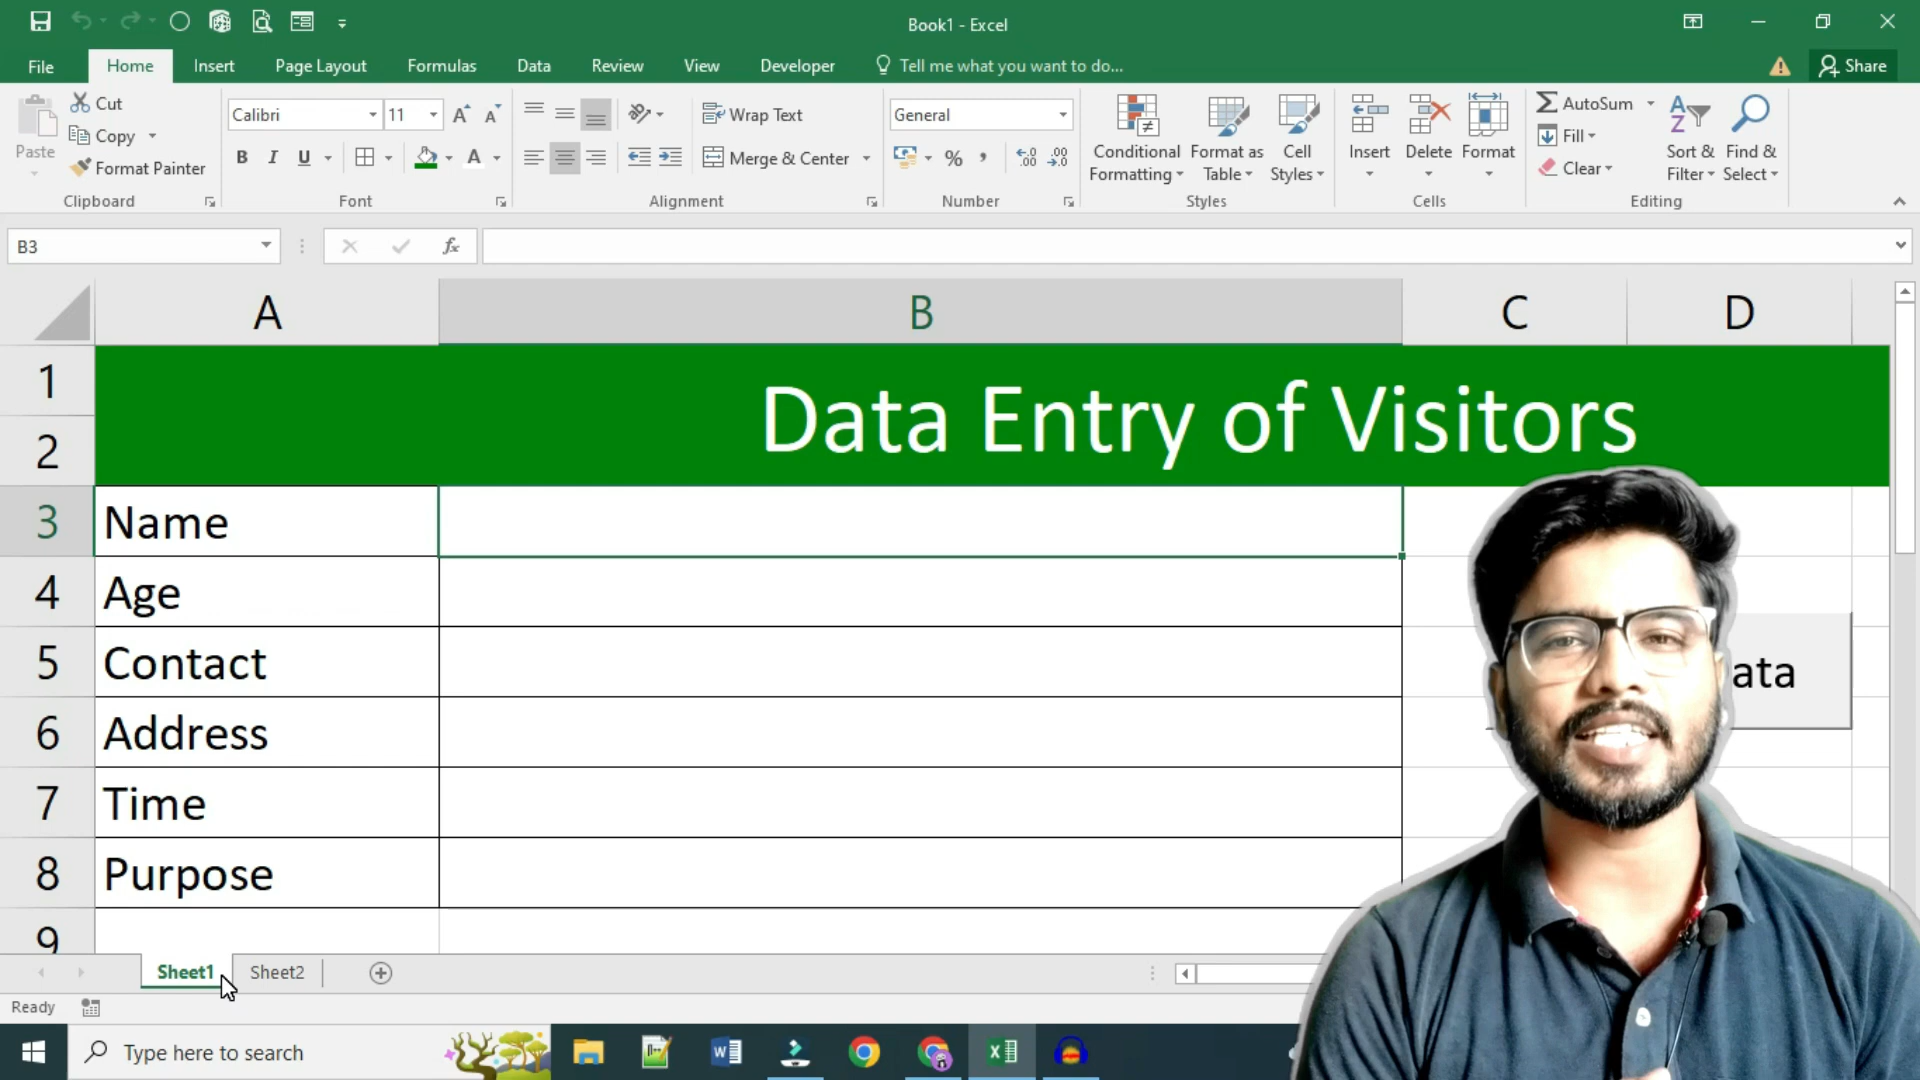 Book1 - Excel
File Home Insert Page Layout Formulas Data Review View Developer Tell me what you want to do... Share
Paste
Cut
Copy
Format Painter
Clipboard
Calibri 11
B I U A
Font
Wrap Text
Merge & Center
Alignment
General
% , .00 .0
Number
Conditional Formatting
Format as Table
Cell Styles
Styles
Insert Delete Format
Cells
AutoSum
Fill
Clear
Sort & Filter
Find & Select
Editing
B3 fx
A B C D
1 Data Entry of Visitors
2
3 Name
4 Age
5 Contact
6 Address
7 Time
8 Purpose
9
ata
Sheet1 Sheet2
Ready
Type here to search